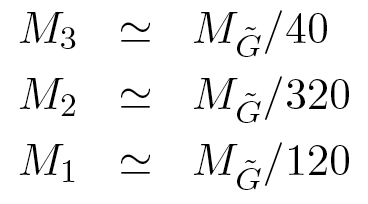 M₃ ≃ M_G̃/40
M₂ ≃ M_G̃/320
M₁ ≃ M_G̃/120